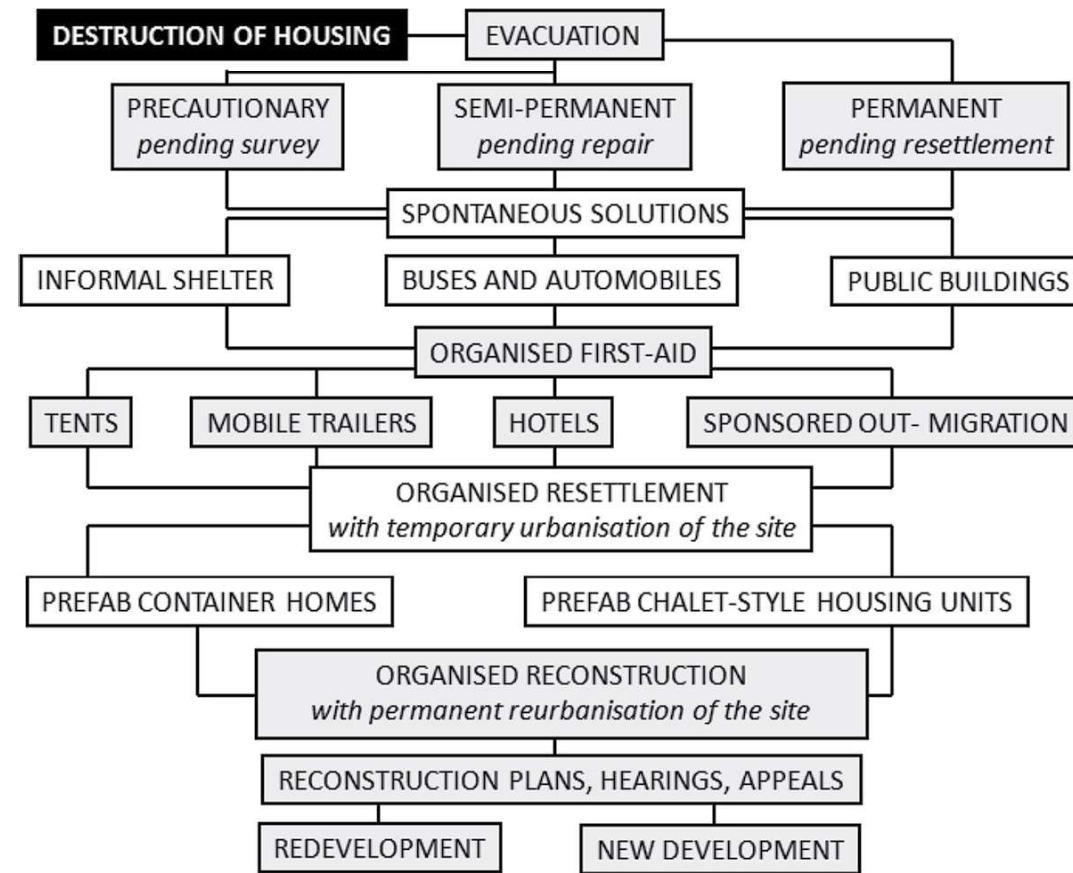 DESTRUCTION OF HOUSING
EVACUATION
PRECAUTIONARY
pending survey
SEMI-PERMANENT
pending repair
PERMANENT
pending resettlement
SPONTANEOUS SOLUTIONS
INFORMAL SHELTER
BUSES AND AUTOMOBILES
PUBLIC BUILDINGS
ORGANISED FIRST-AID
TENTS
MOBILE TRAILERS
HOTELS
SPONSORED OUT- MIGRATION
ORGANISED RESETTLEMENT
with temporary urbanisation of the site
PREFAB CONTAINER HOMES
PREFAB CHALET-STYLE HOUSING UNITS
ORGANISED RECONSTRUCTION
with permanent reurbanisation of the site
RECONSTRUCTION PLANS, HEARINGS, APPEALS
REDEVELOPMENT
NEW DEVELOPMENT